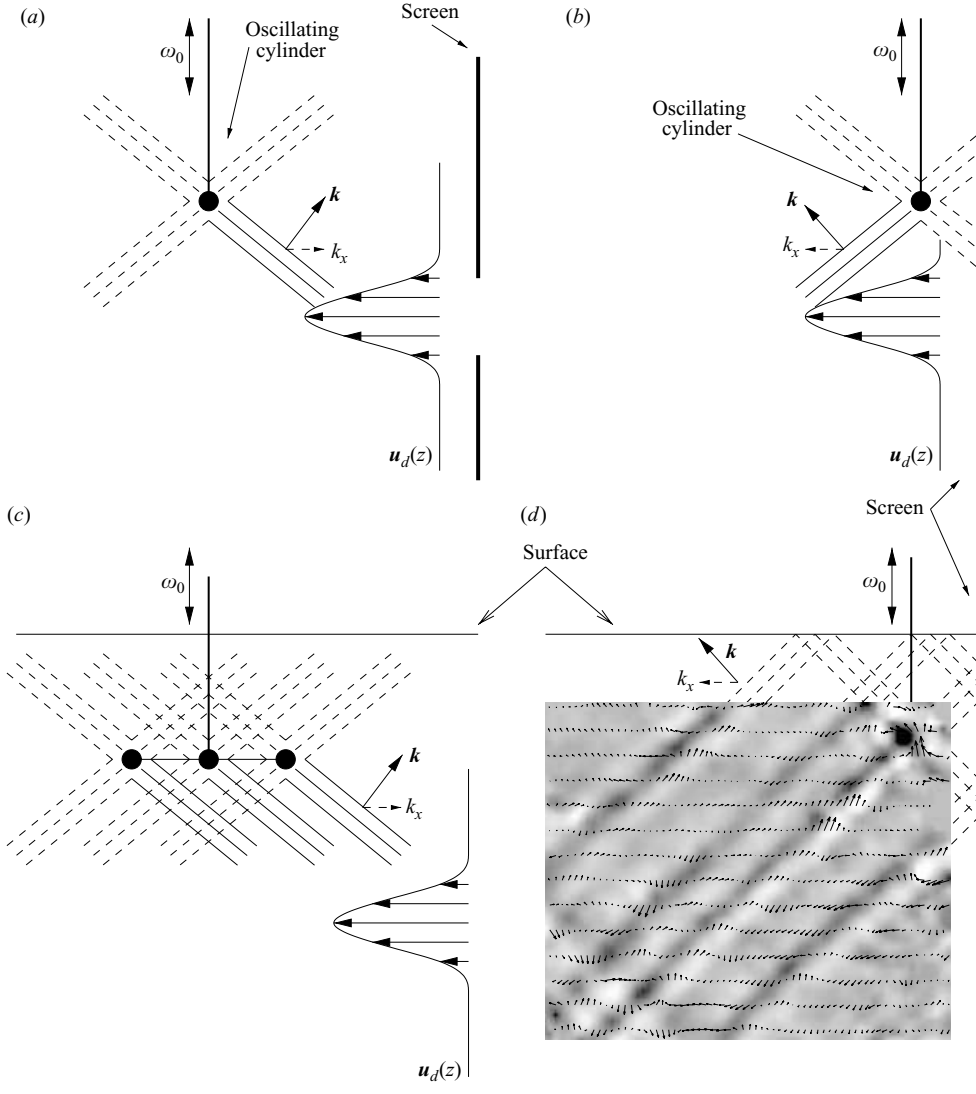 (a)
Screen
(b)
Oscillating
cylinder
ω0
ω0
Oscillating
cylinder
k
kx
k
kx
ud(z)
ud(z)
(c)
(d)
Screen
Surface
ω0
ω0
k
kx
k
kx
ud(z)